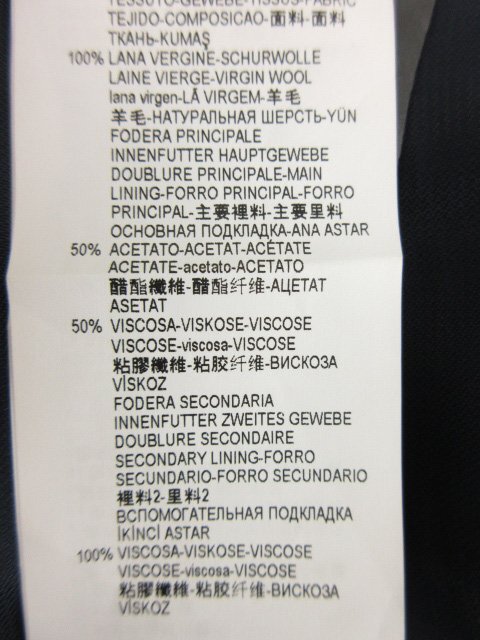 TESSUTO-GEWEBE-TISSUS-FABRIC
TEJIDO-COMPOSICAO-面料-面料
ТКАНЬ-KUMAŞ
100% LANA VERGINE-SCHURWOLLE
LAINE VIERGE-VIRGIN WOOL
lana virgen-LÃ VIRGEM-羊毛
羊毛-НАТУРАЛЬНАЯ ШЕРСТЬ-YÜN
FODERA PRINCIPALE
INNENFUTTER HAUPTGEWEBE
DOUBLURE PRINCIPALE-MAIN
LINING-FORRO PRINCIPAL-FORRO
PRINCIPAL-主要裡料-主要里料
ОСНОВНАЯ ПОДКЛАДКА-ANA ASTAR
50% ACETATO-ACETAT-ACÉTATE
ACETATE-acetato-ACETATO
醋酯纖維-醋酯纤维-АЦЕТАТ
ASETAT
50% VISCOSA-VISKOSE-VISCOSE
VISCOSE-viscosa-VISCOSE
粘膠纖維-粘胶纤维-ВИСКОЗА
VİSKOZ
FODERA SECONDARIA
INNENFUTTER ZWEITES GEWEBE
DOUBLURE SECONDAIRE
SECONDARY LINING-FORRO
SECUNDARIO-FORRO SECUNDARIO
裡料2-里料2
ВСПОМОГАТЕЛЬНАЯ ПОДКЛАДКА
İKİNCİ ASTAR
100% VISCOSA-VISKOSE-VISCOSE
VISCOSE-viscosa-VISCOSE
粘膠纖維-粘胶纤维-ВИСКОЗА
VİSKOZ